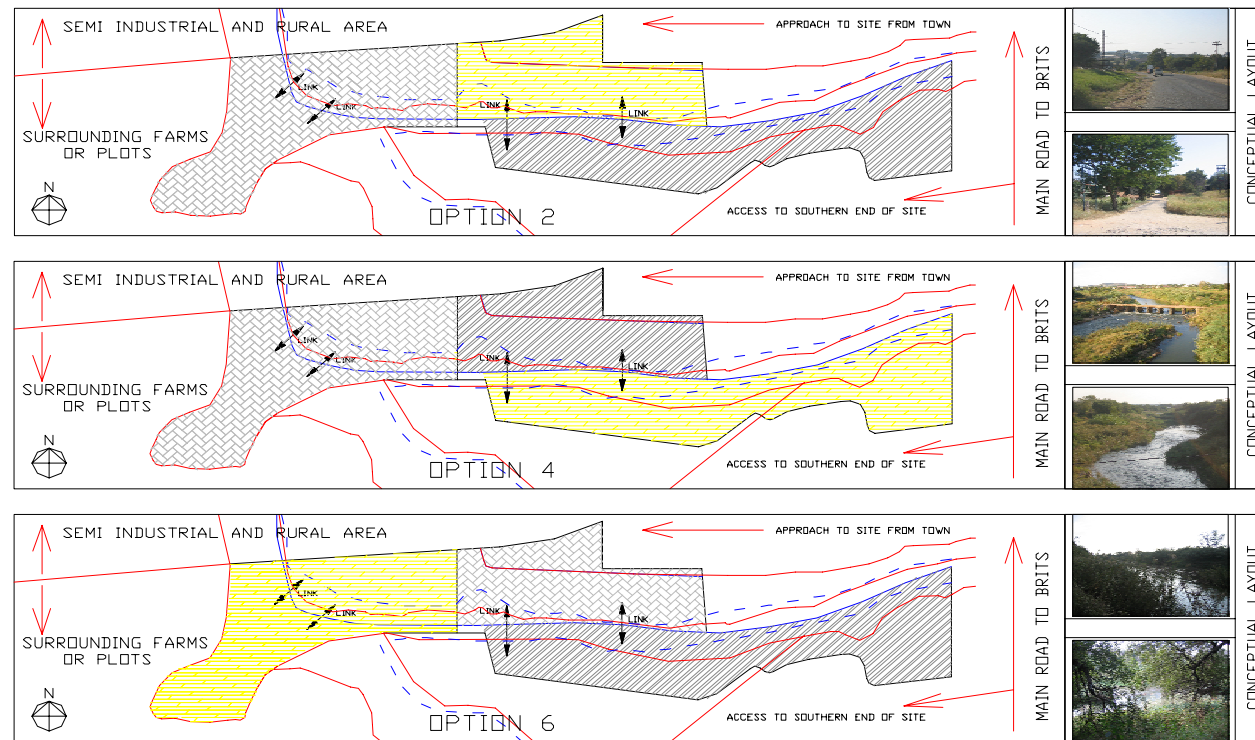 SEMI INDUSTRIAL AND RURAL AREA
APPROACH TO SITE FROM TOWN
LINK
LINK
LINK
LINK
SURROUNDING FARMS
OR PLOTS
N
OPTION 2
ACCESS TO SOUTHERN END OF SITE
MAIN ROAD TO BRITS
CONCEPTUAL LAYOUT
SEMI INDUSTRIAL AND RURAL AREA
APPROACH TO SITE FROM TOWN
LINK
LINK
LINK
LINK
SURROUNDING FARMS
OR PLOTS
N
OPTION 4
ACCESS TO SOUTHERN END OF SITE
MAIN ROAD TO BRITS
CONCEPTUAL LAYOUT
SEMI INDUSTRIAL AND RURAL AREA
APPROACH TO SITE FROM TOWN
LINK
LINK
LINK
LINK
SURROUNDING FARMS
OR PLOTS
N
OPTION 6
ACCESS TO SOUTHERN END OF SITE
MAIN ROAD TO BRITS
CONCEPTUAL LAYOUT